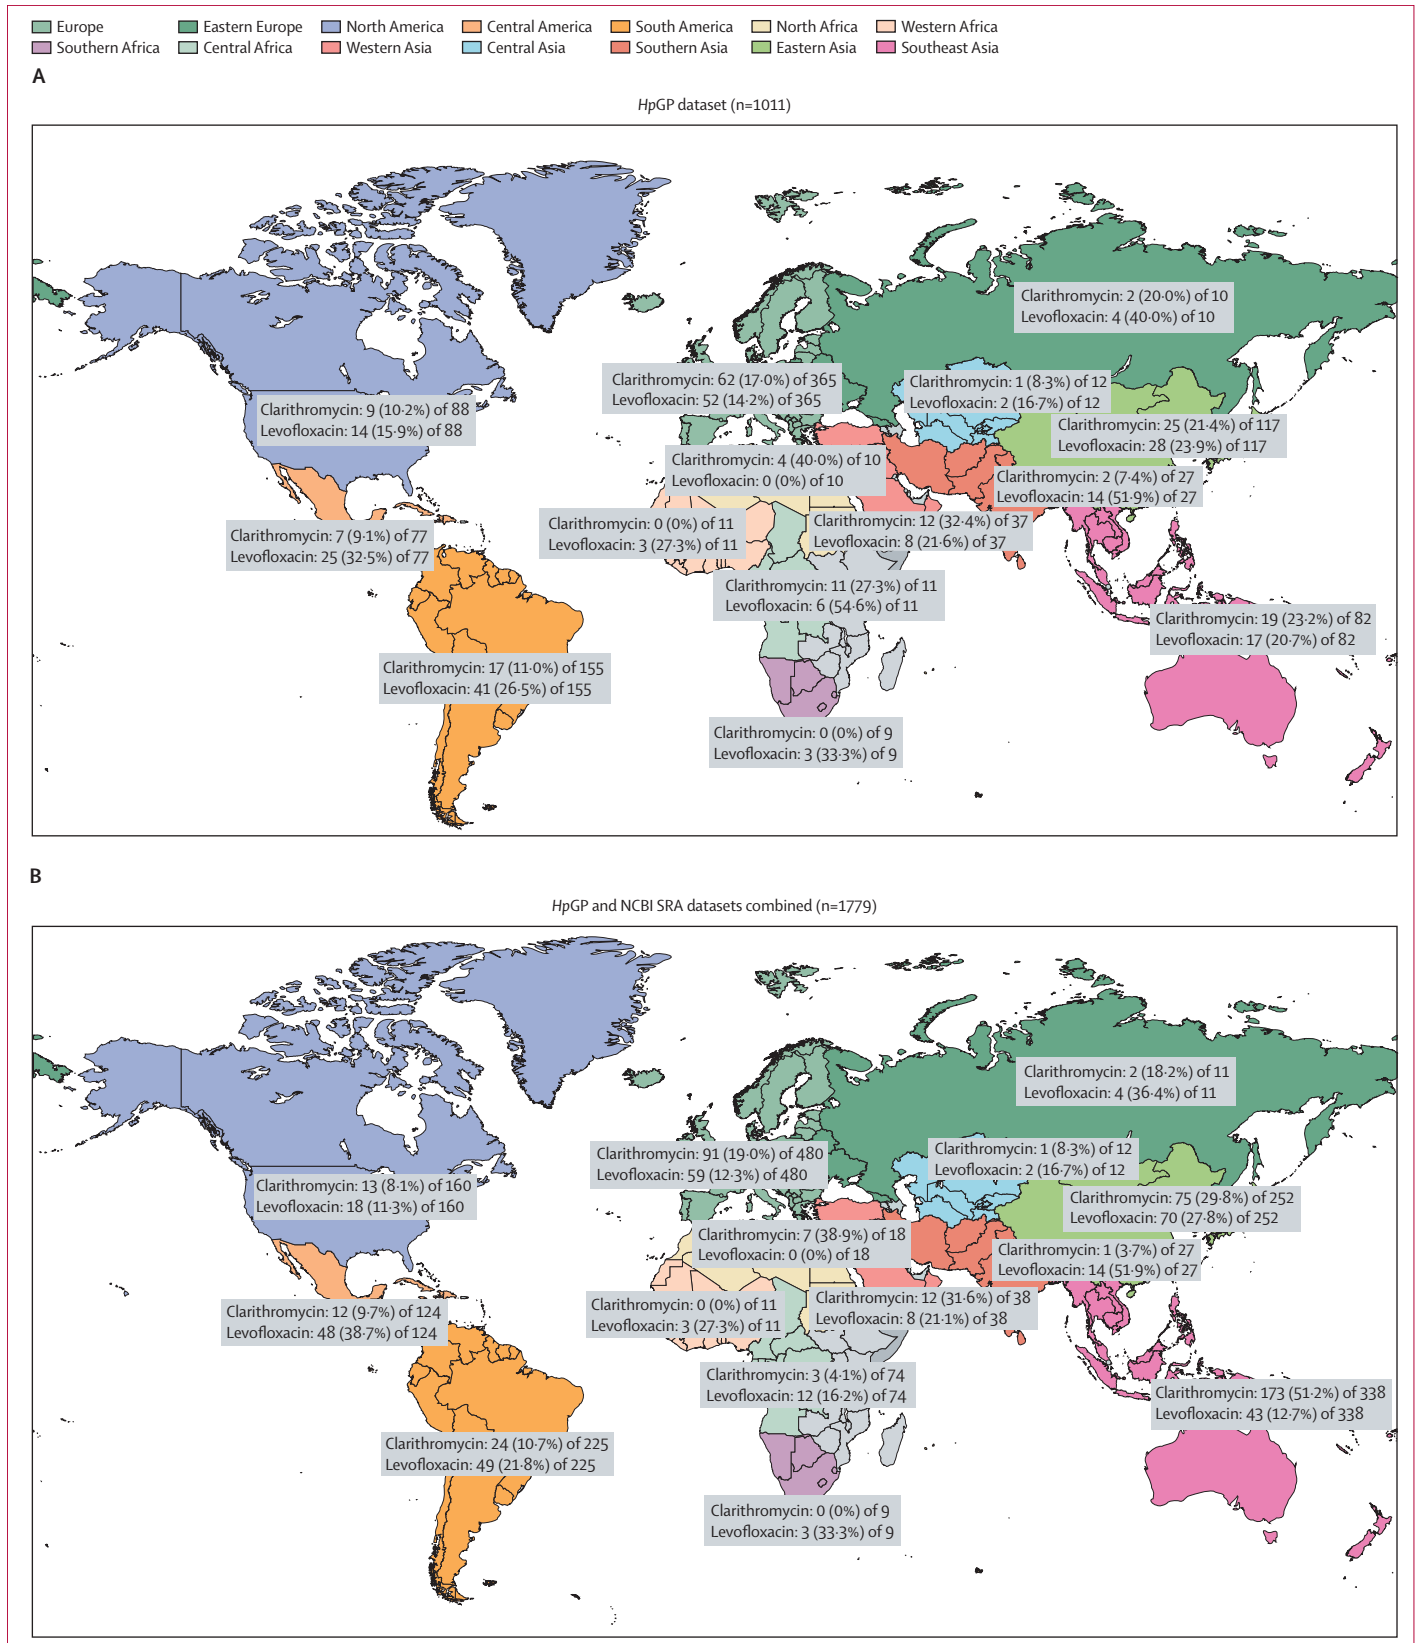 Europe Eastern Europe North America Central America South America North Africa Western Africa
Southern Africa Central Africa Western Asia Central Asia Southern Asia Eastern Asia Southeast Asia
A
HpGP dataset (n=1011)
Clarithromycin: 2 (20·0%) of 10
Levofloxacin: 4 (40·0%) of 10
Clarithromycin: 62 (17·0%) of 365
Levofloxacin: 52 (14·2%) of 365
Clarithromycin: 1 (8·3%) of 12
Levofloxacin: 2 (16·7%) of 12
Clarithromycin: 9 (10·2%) of 88
Levofloxacin: 14 (15·9%) of 88
Clarithromycin: 25 (21·4%) of 117
Levofloxacin: 28 (23·9%) of 117
Clarithromycin: 4 (40·0%) of 10
Levofloxacin: 0 (0%) of 10
Clarithromycin: 2 (7·4%) of 27
Levofloxacin: 14 (51·9%) of 27
Clarithromycin: 7 (9·1%) of 77
Levofloxacin: 25 (32·5%) of 77
Clarithromycin: 0 (0%) of 11
Levofloxacin: 3 (27·3%) of 11
Clarithromycin: 12 (32·4%) of 37
Levofloxacin: 8 (21·6%) of 37
Clarithromycin: 11 (27·3%) of 11
Levofloxacin: 6 (54·6%) of 11
Clarithromycin: 19 (23·2%) of 82
Levofloxacin: 17 (20·7%) of 82
Clarithromycin: 17 (11·0%) of 155
Levofloxacin: 41 (26·5%) of 155
Clarithromycin: 0 (0%) of 9
Levofloxacin: 3 (33·3%) of 9
B
HpGP and NCBI SRA datasets combined (n=1779)
Clarithromycin: 2 (18·2%) of 11
Levofloxacin: 4 (36·4%) of 11
Clarithromycin: 91 (19·0%) of 480
Levofloxacin: 59 (12·3%) of 480
Clarithromycin: 1 (8·3%) of 12
Levofloxacin: 2 (16·7%) of 12
Clarithromycin: 13 (8·1%) of 160
Levofloxacin: 18 (11·3%) of 160
Clarithromycin: 75 (29·8%) of 252
Levofloxacin: 70 (27·8%) of 252
Clarithromycin: 7 (38·9%) of 18
Levofloxacin: 0 (0%) of 18
Clarithromycin: 1 (3·7%) of 27
Levofloxacin: 14 (51·9%) of 27
Clarithromycin: 12 (9·7%) of 124
Levofloxacin: 48 (38·7%) of 124
Clarithromycin: 0 (0%) of 11
Levofloxacin: 3 (27·3%) of 11
Clarithromycin: 12 (31·6%) of 38
Levofloxacin: 8 (21·1%) of 38
Clarithromycin: 3 (4·1%) of 74
Levofloxacin: 12 (16·2%) of 74
Clarithromycin: 173 (51·2%) of 338
Levofloxacin: 43 (12·7%) of 338
Clarithromycin: 24 (10·7%) of 225
Levofloxacin: 49 (21·8%) of 225
Clarithromycin: 0 (0%) of 9
Levofloxacin: 3 (33·3%) of 9